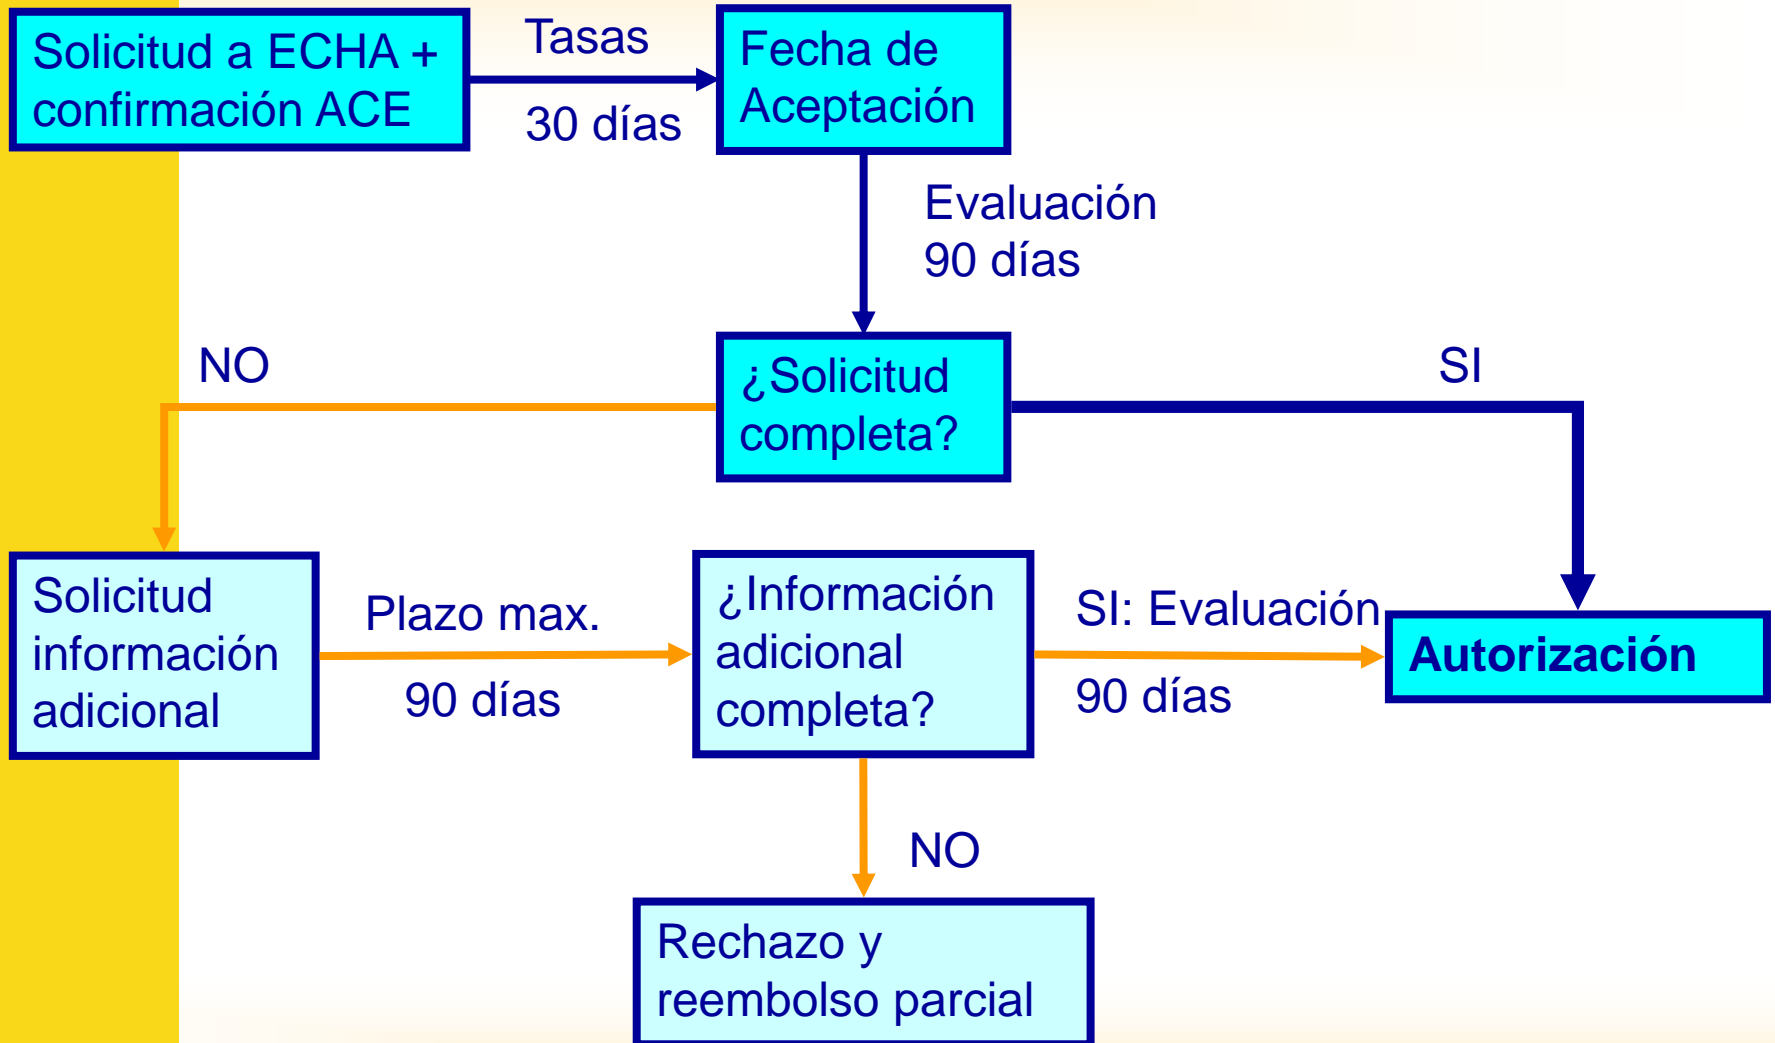 Solicitud a ECHA +
confirmación ACE
Tasas
30 días
Fecha de
Aceptación
Evaluación
90 días
NO
¿Solicitud
completa?
SI
Solicitud
información
adicional
Plazo max.
90 días
¿Información
adicional
completa?
SI: Evaluación
90 días
Autorización
NO
Rechazo y
reembolso parcial